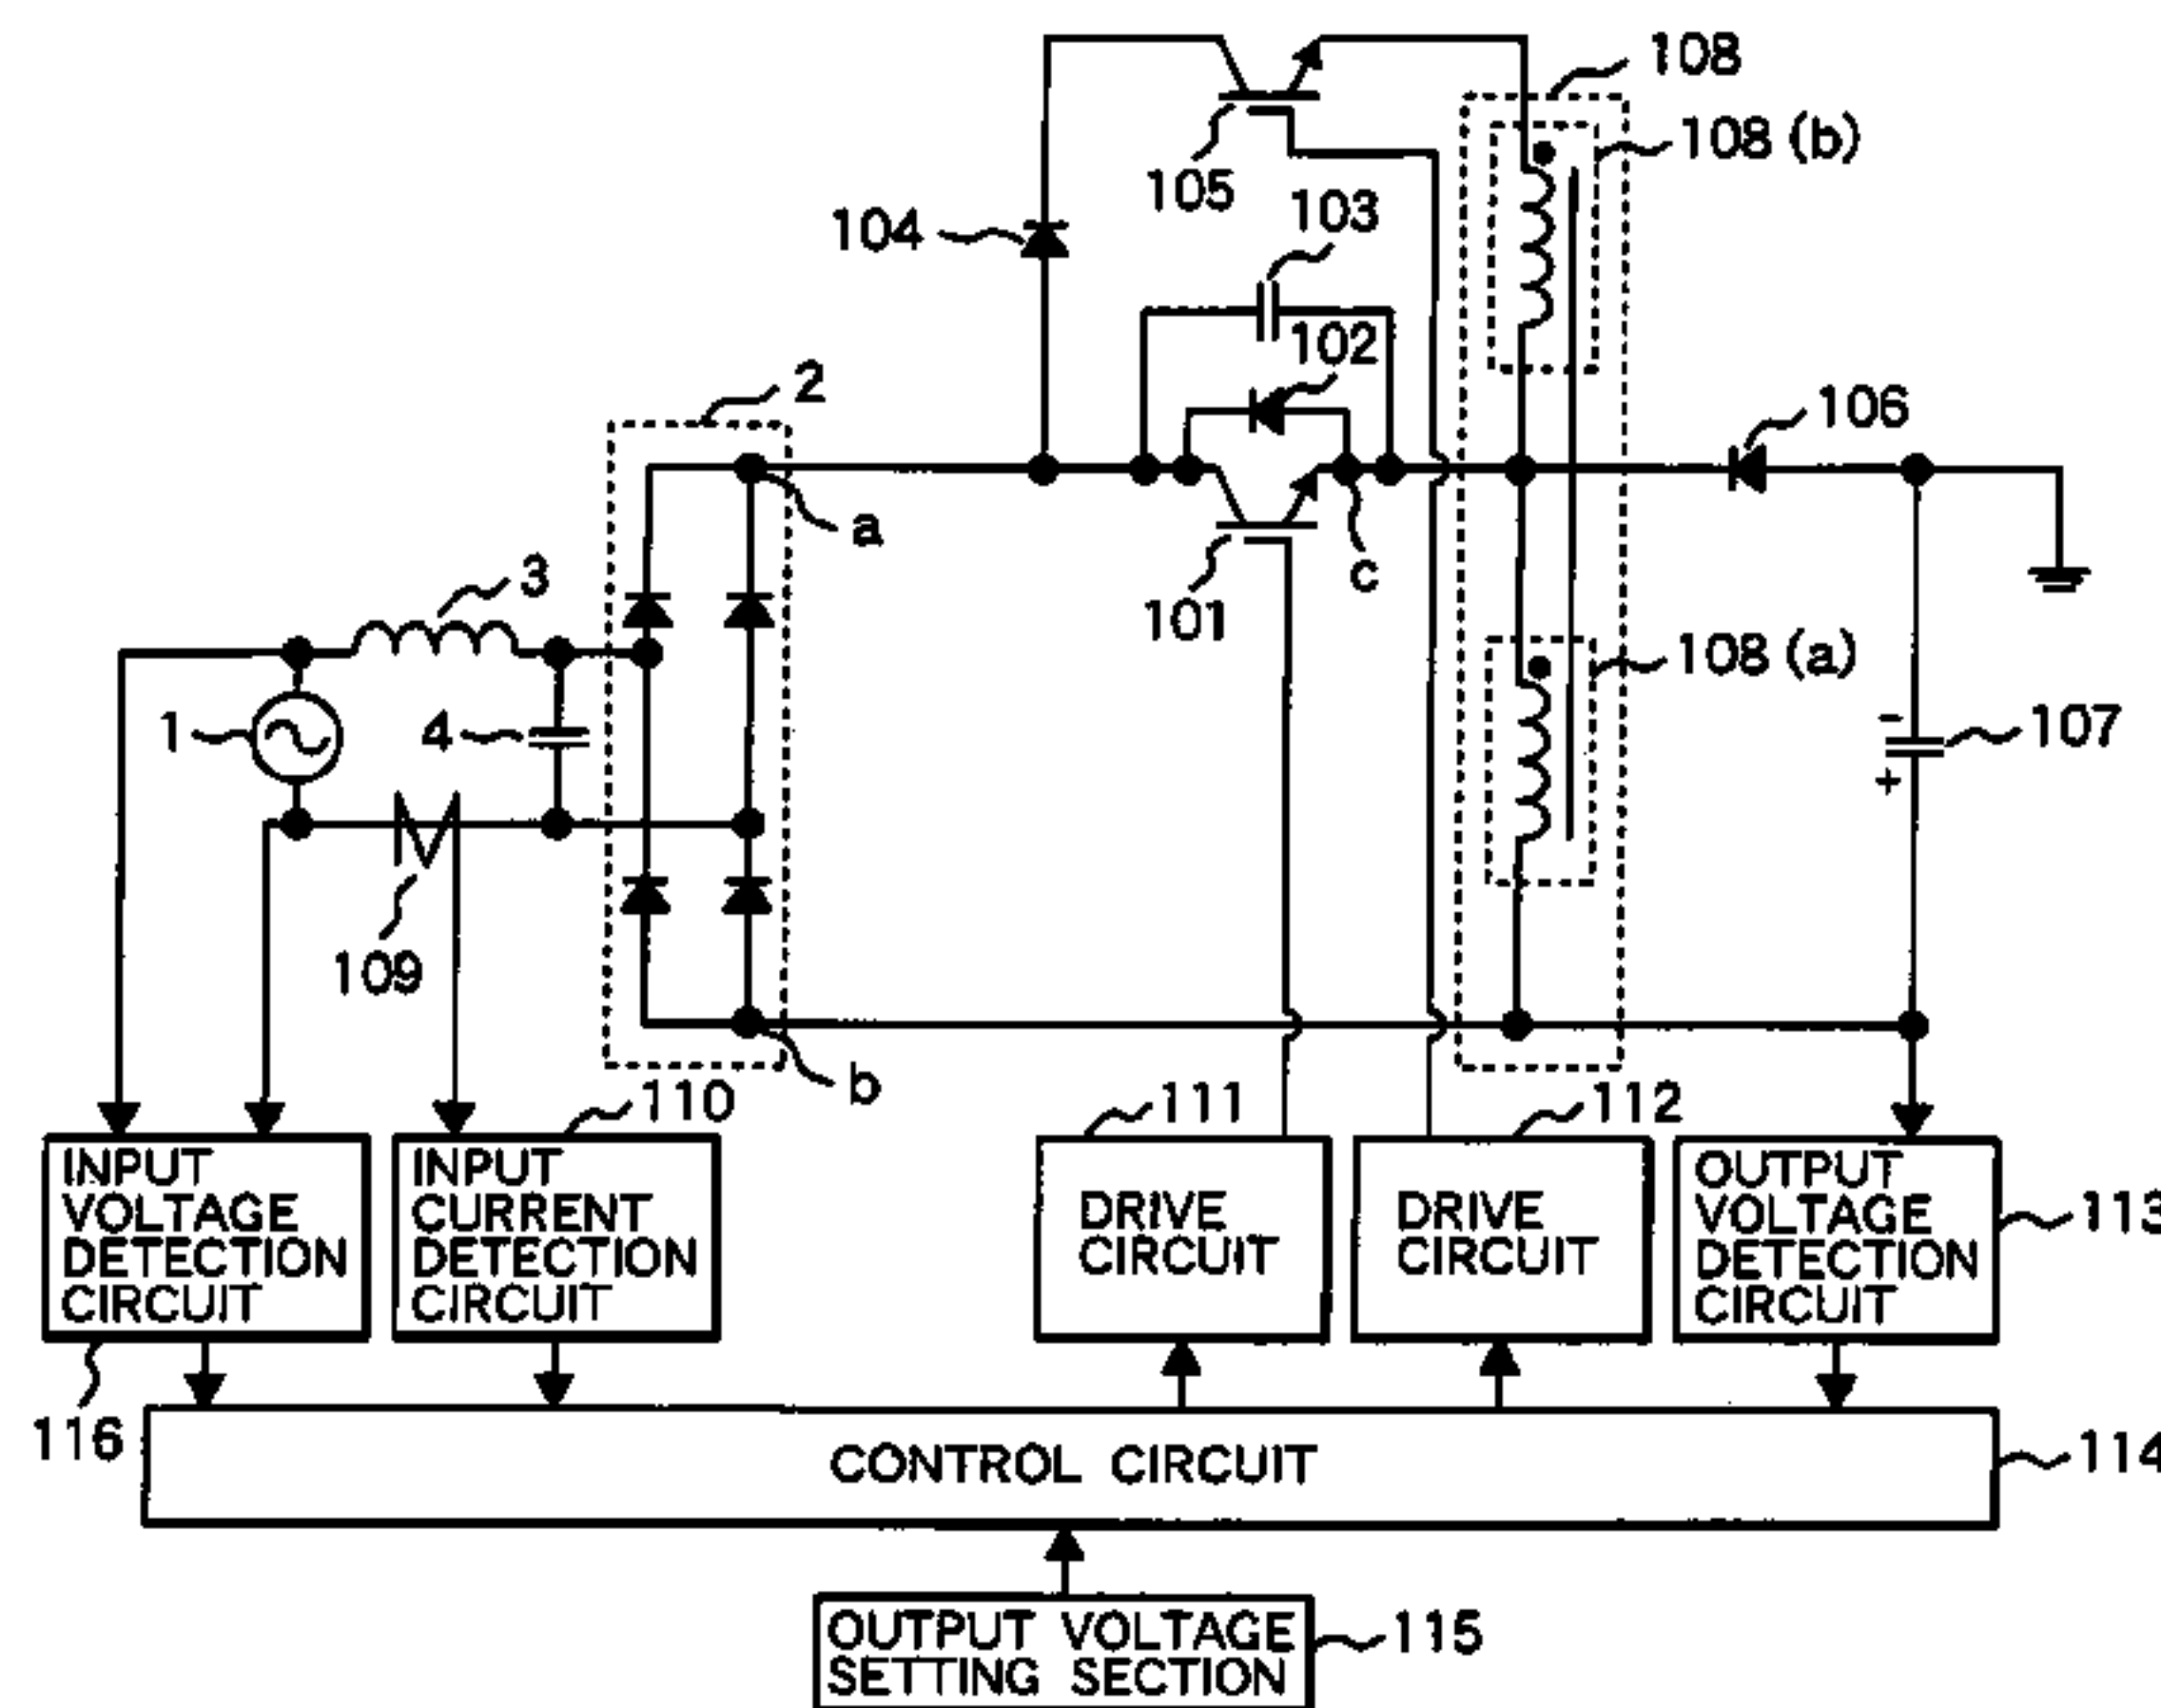 108
108 (b)
105
103
104
102
2
106
a
c
3
101
108 (a)
1
4
-
107
+
109
b
110
111
112
INPUT
VOLTAGE
DETECTION
CIRCUIT
INPUT
CURRENT
DETECTION
CIRCUIT
DRIVE
CIRCUIT
DRIVE
CIRCUIT
OUTPUT
VOLTAGE
DETECTION
CIRCUIT
113
116
CONTROL CIRCUIT
114
OUTPUT VOLTAGE
SETTING SECTION
115